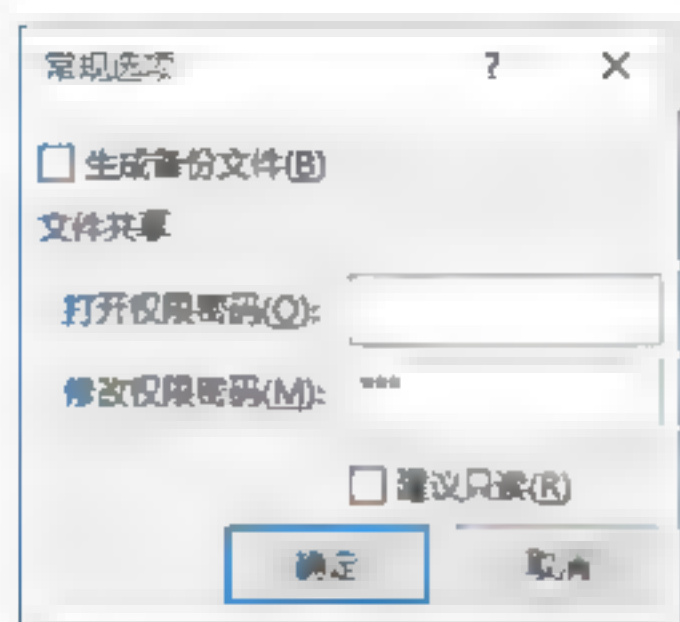 常规选项 ? ×
生成备份文件(B)
文件共享
打开权限密码(O):
修改权限密码(M): ***
建议只读(R)
确定 取消